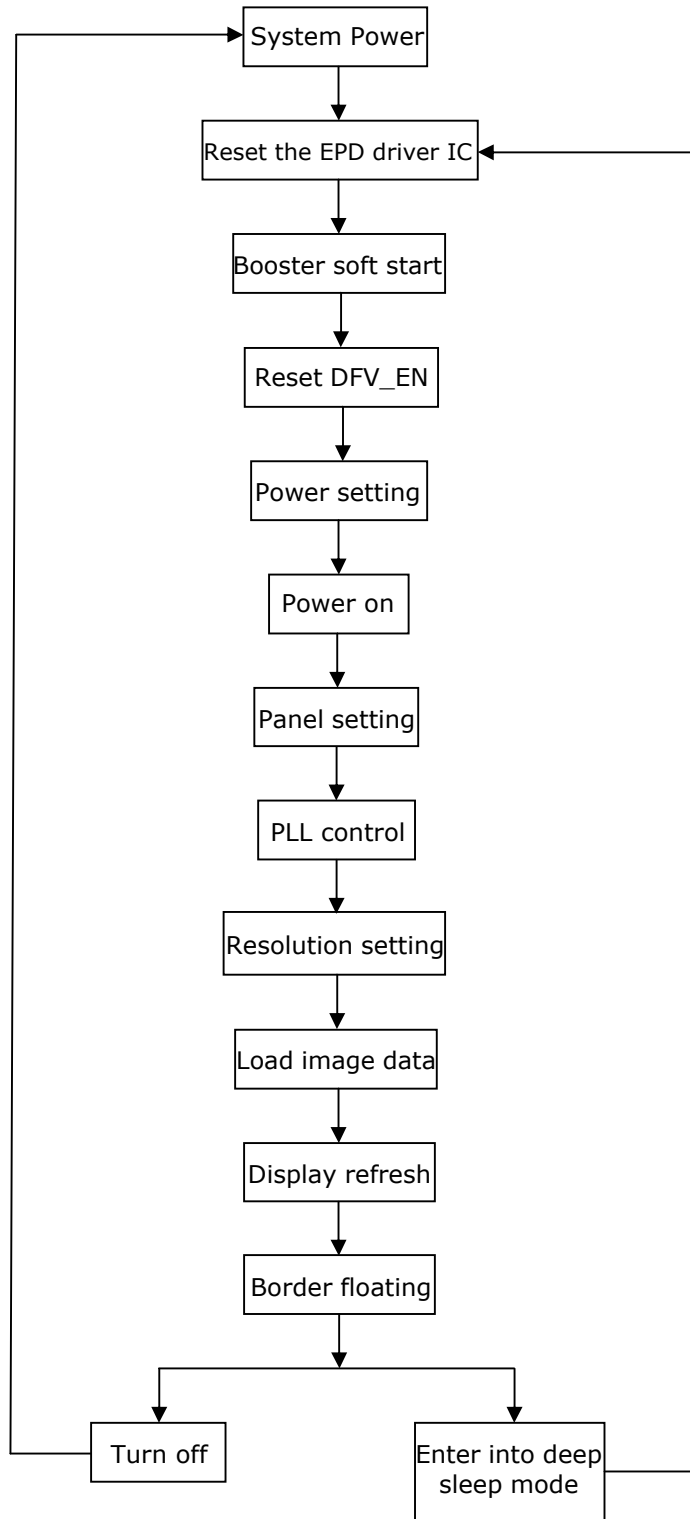 System Power
Reset the EPD driver IC
Booster soft start
Reset DFV_EN
Power setting
Power on
Panel setting
PLL control
Resolution setting
Load image data
Display refresh
Border floating
Turn off
Enter into deep
sleep mode